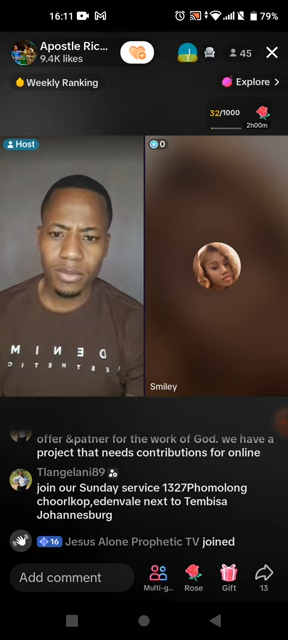 16:11
79%
Apostle Ric...
9.4K likes
45
Weekly Ranking
Explore >
32/1000
2h00m
Host
0
DENIM
Smiley
offer &patner for the work of God. we have a
project that needs contributions for online
Tlangelani89
join our Sunday service 1327Phomolong
choorlkop,edenvale next to Tembisa
Johannesburg
16 Jesus Alone Prophetic TV joined
Add comment
Multi-g...
Rose
Gift
13